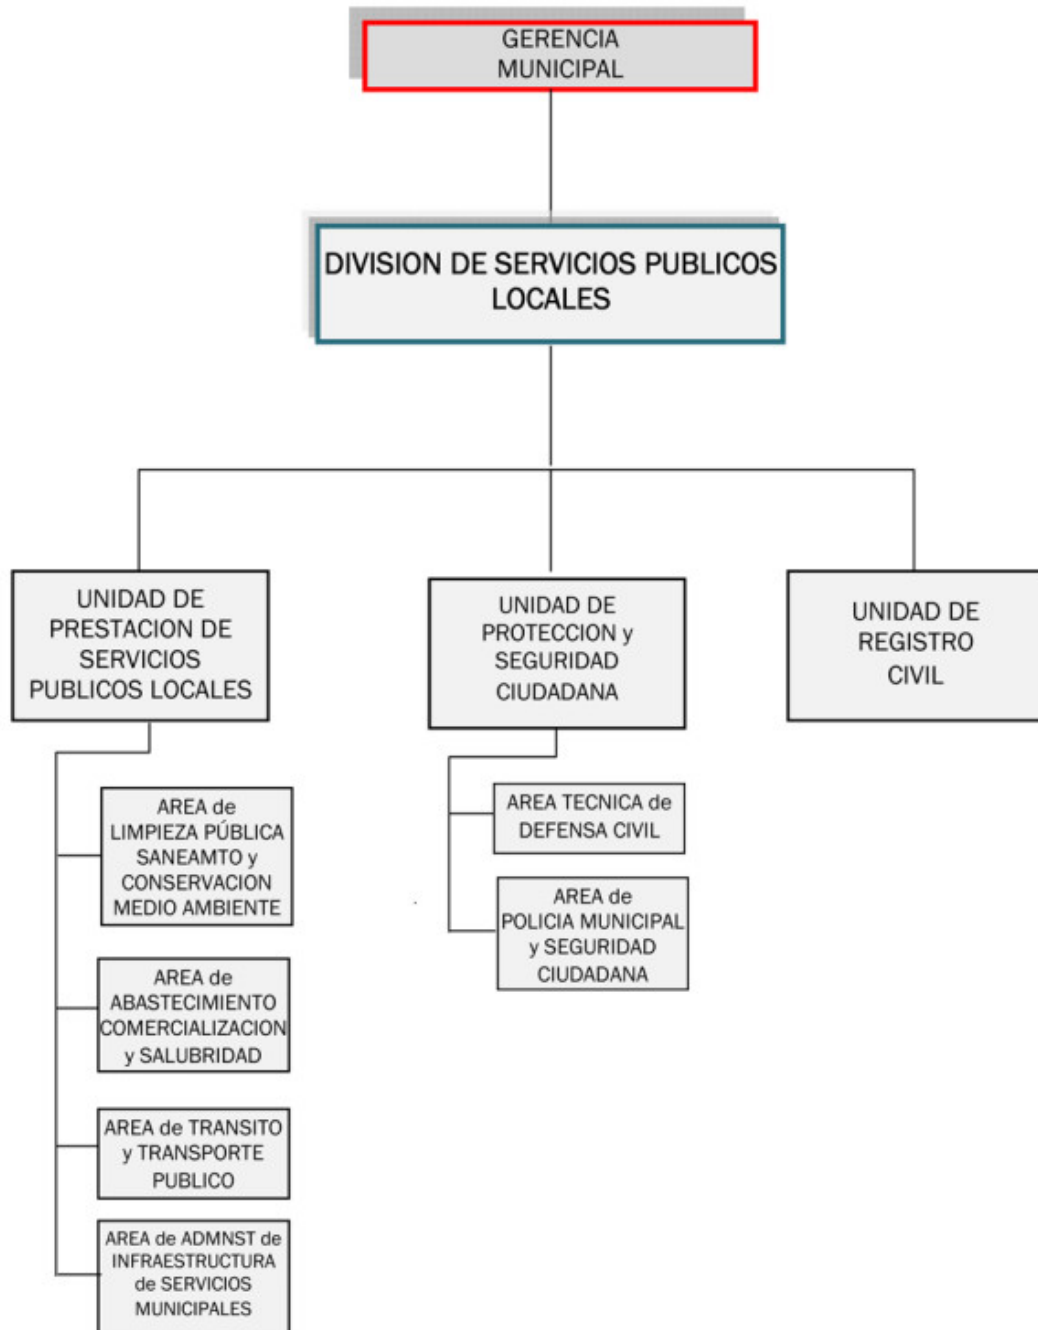 GERENCIA
MUNICIPAL
DIVISION DE SERVICIOS PUBLICOS
LOCALES
UNIDAD DE
PRESTACION DE
SERVICIOS
PUBLICOS LOCALES
UNIDAD DE
PROTECCION y
SEGURIDAD
CIUDADANA
UNIDAD DE
REGISTRO
CIVIL
AREA de
LIMPIEZA PÚBLICA
SANEAMTO y
CONSERVACION
MEDIO AMBIENTE
AREA de
ABASTECIMIENTO
COMERCIALIZACION
y SALUBRIDAD
AREA de TRANSITO
y TRANSPORTE
PUBLICO
AREA de ADMNST de
INFRAESTRUCTURA
de SERVICIOS
MUNICIPALES
AREA TECNICA de
DEFENSA CIVIL
AREA de
POLICIA MUNICIPAL
y SEGURIDAD
CIUDADANA